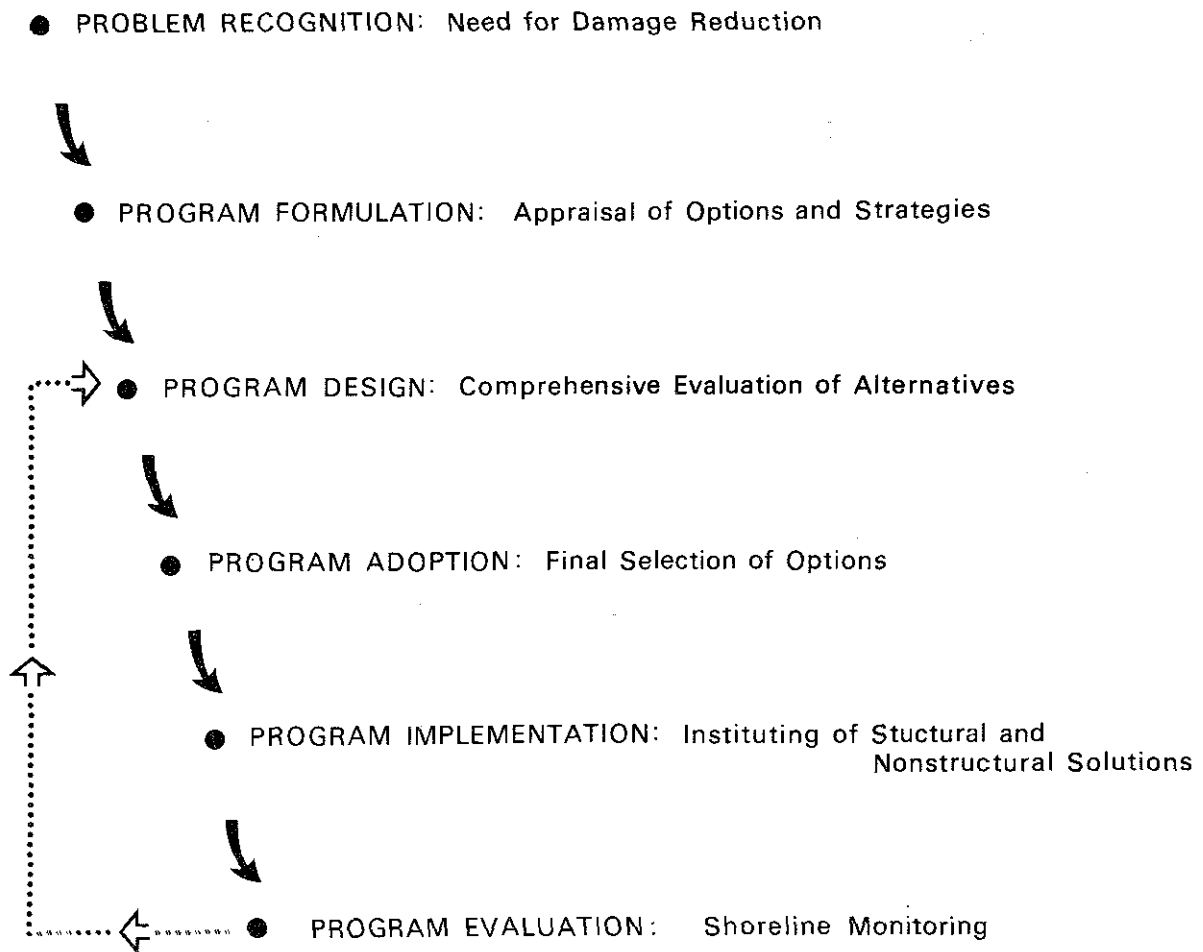 PROBLEM RECOGNITION: Need for Damage Reduction
PROGRAM FORMULATION: Appraisal of Options and Strategies
PROGRAM DESIGN: Comprehensive Evaluation of Alternatives
PROGRAM ADOPTION: Final Selection of Options
PROGRAM IMPLEMENTATION: Instituting of Stuctural and
Nonstructural Solutions
PROGRAM EVALUATION: Shoreline Monitoring